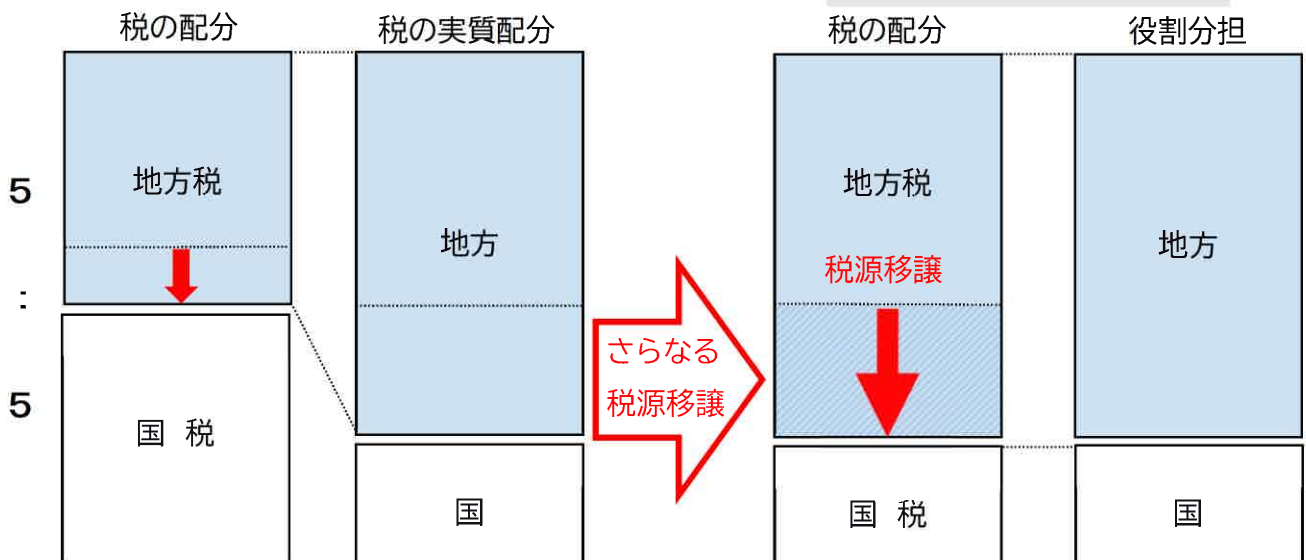 税の配分
税の実質配分
税の配分
役割分担
5
:
5
地方税
国 税
地方
国
さらなる
税源移譲
地方税
税源移譲
国 税
地方
国